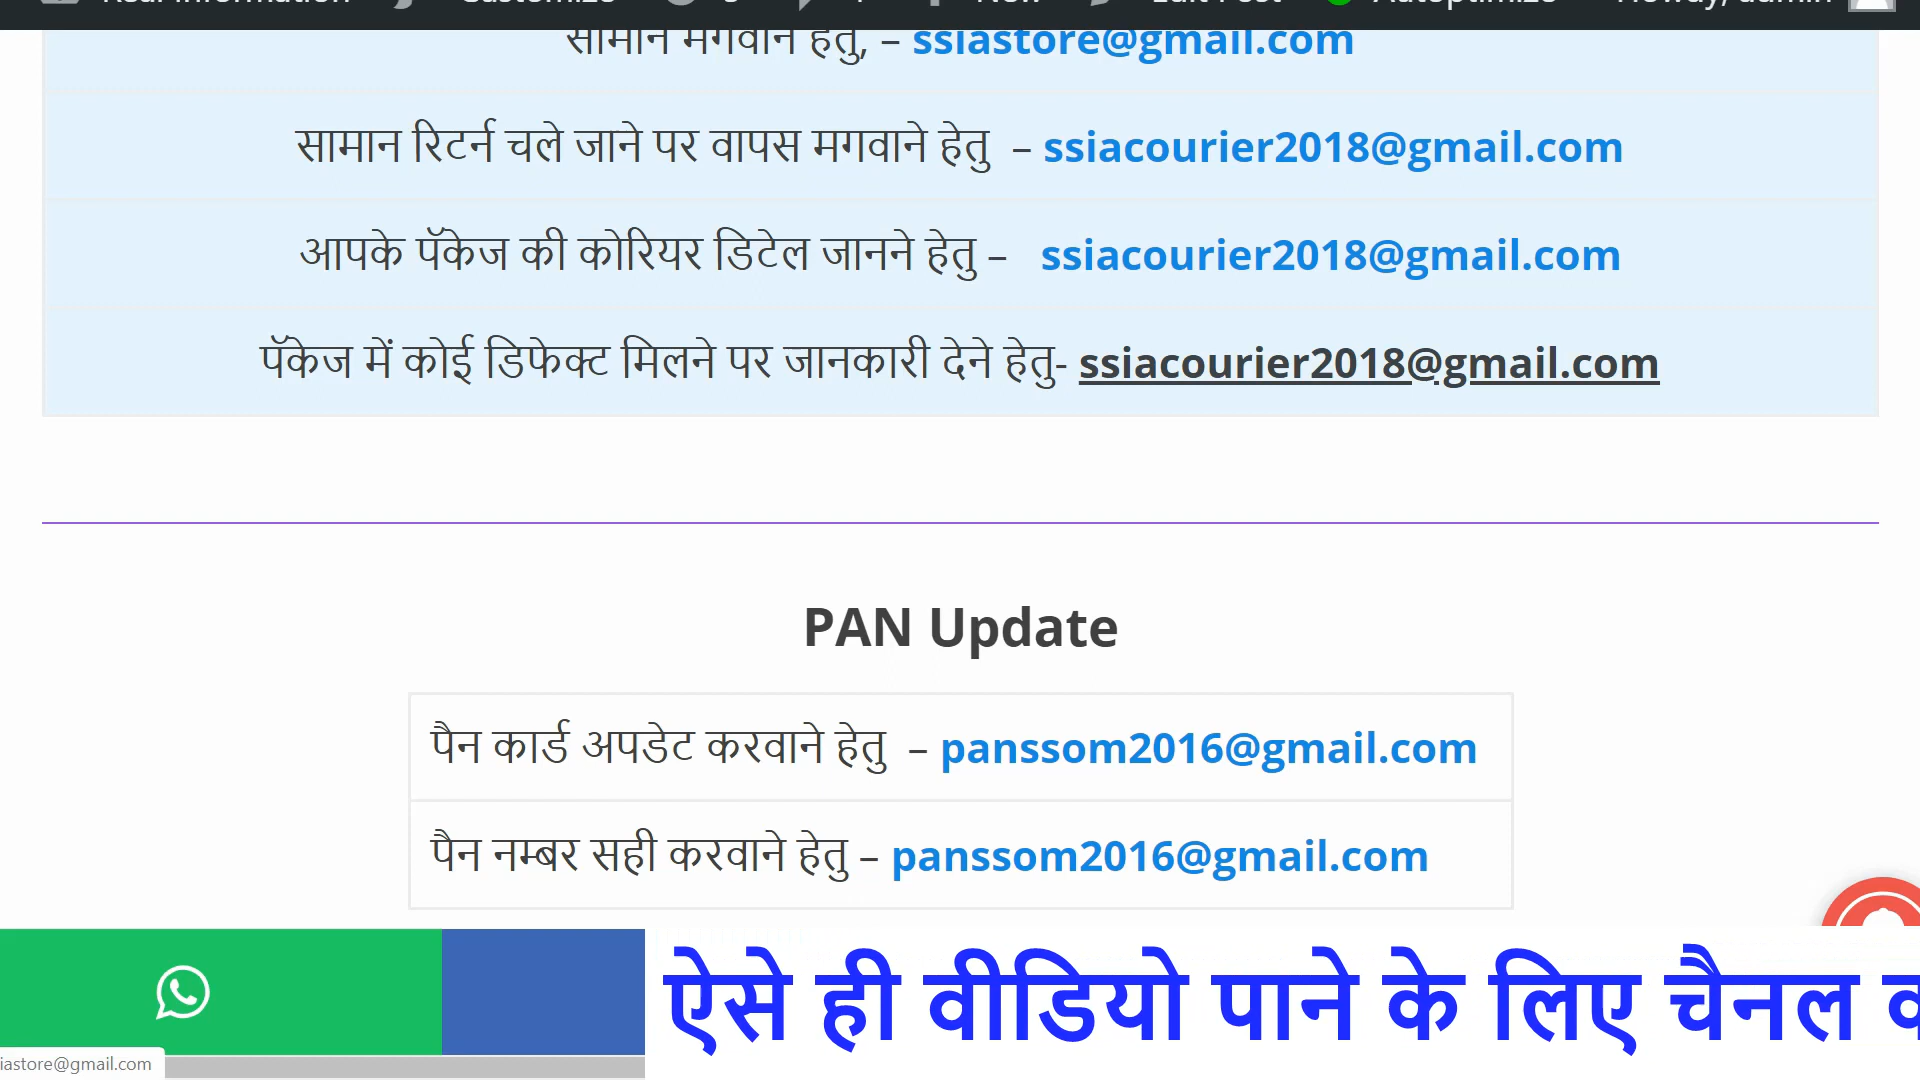 सामान मगवाने हेतु, – ssiastore@gmail.com
सामान रिटर्न चले जाने पर वापस मगवाने हेतु – ssiacourier2018@gmail.com
आपके पॅकेज की कोरियर डिटेल जानने हेतु – ssiacourier2018@gmail.com
पॅकेज में कोई डिफेक्ट मिलने पर जानकारी देने हेतु- ssiacourier2018@gmail.com
PAN Update
पैन कार्ड अपडेट करवाने हेतु – panssom2016@gmail.com
पैन नम्बर सही करवाने हेतु – panssom2016@gmail.com
ऐसे ही वीडियो पाने के लिए चैनल
iastore@gmail.com